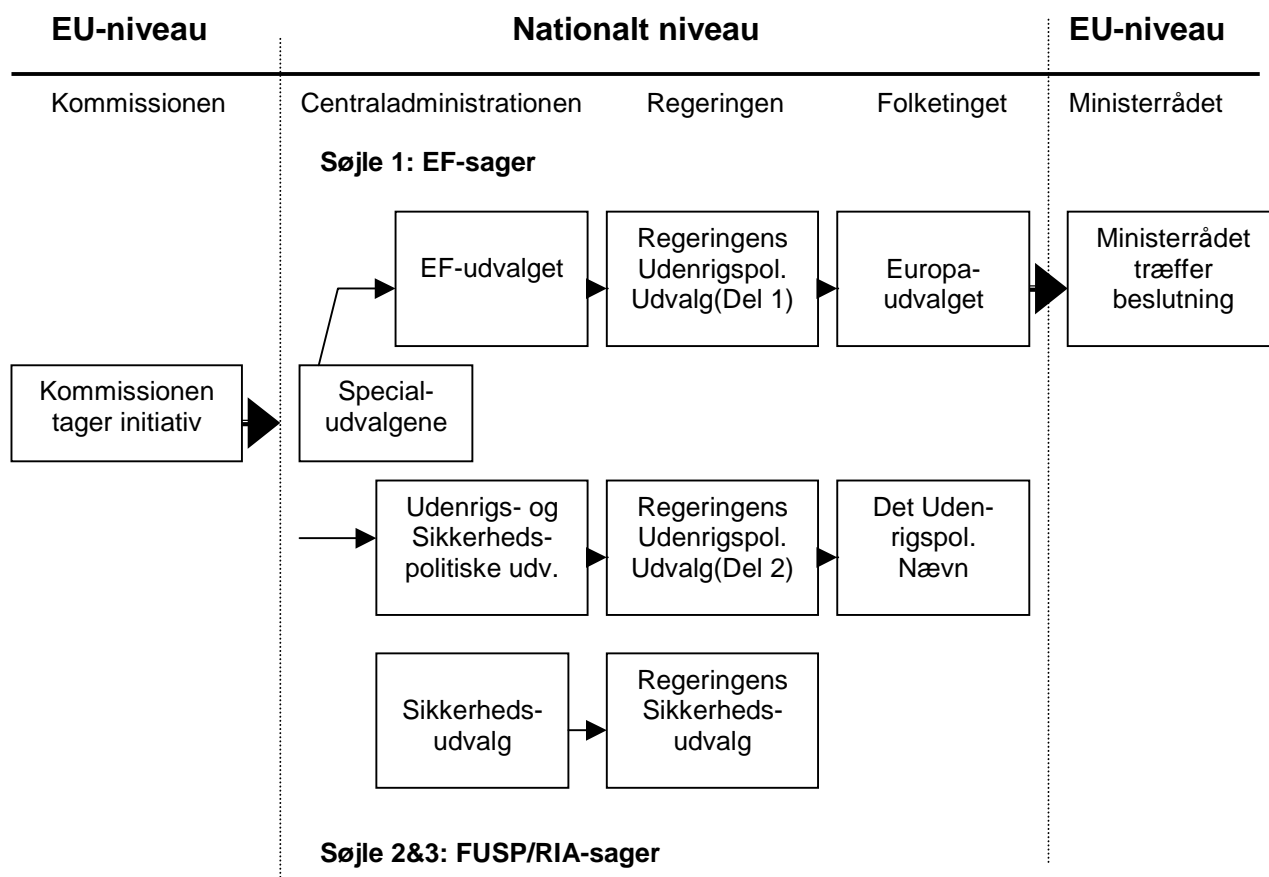 EU-niveau
Nationalt niveau
EU-niveau
Kommissionen
Centraladministrationen
Regeringen
Folketinget
Ministerrådet
Søjle 1: EF-sager
EF-udvalget
Regeringens
Udenrigspol.
Udvalg(Del 1)
Europa-
udvalget
Ministerrådet
træffer
beslutning
Kommissionen
tager initiativ
Special-
udvalgene
Udenrigs- og
Sikkerheds-
politiske udv.
Regeringens
Udenrigspol.
Udvalg(Del 2)
Det Uden-
rigspol.
Nævn
Sikkerheds-
udvalg
Regeringens
Sikkerheds-
udvalg
Søjle 2&3: FUSP/RIA-sager